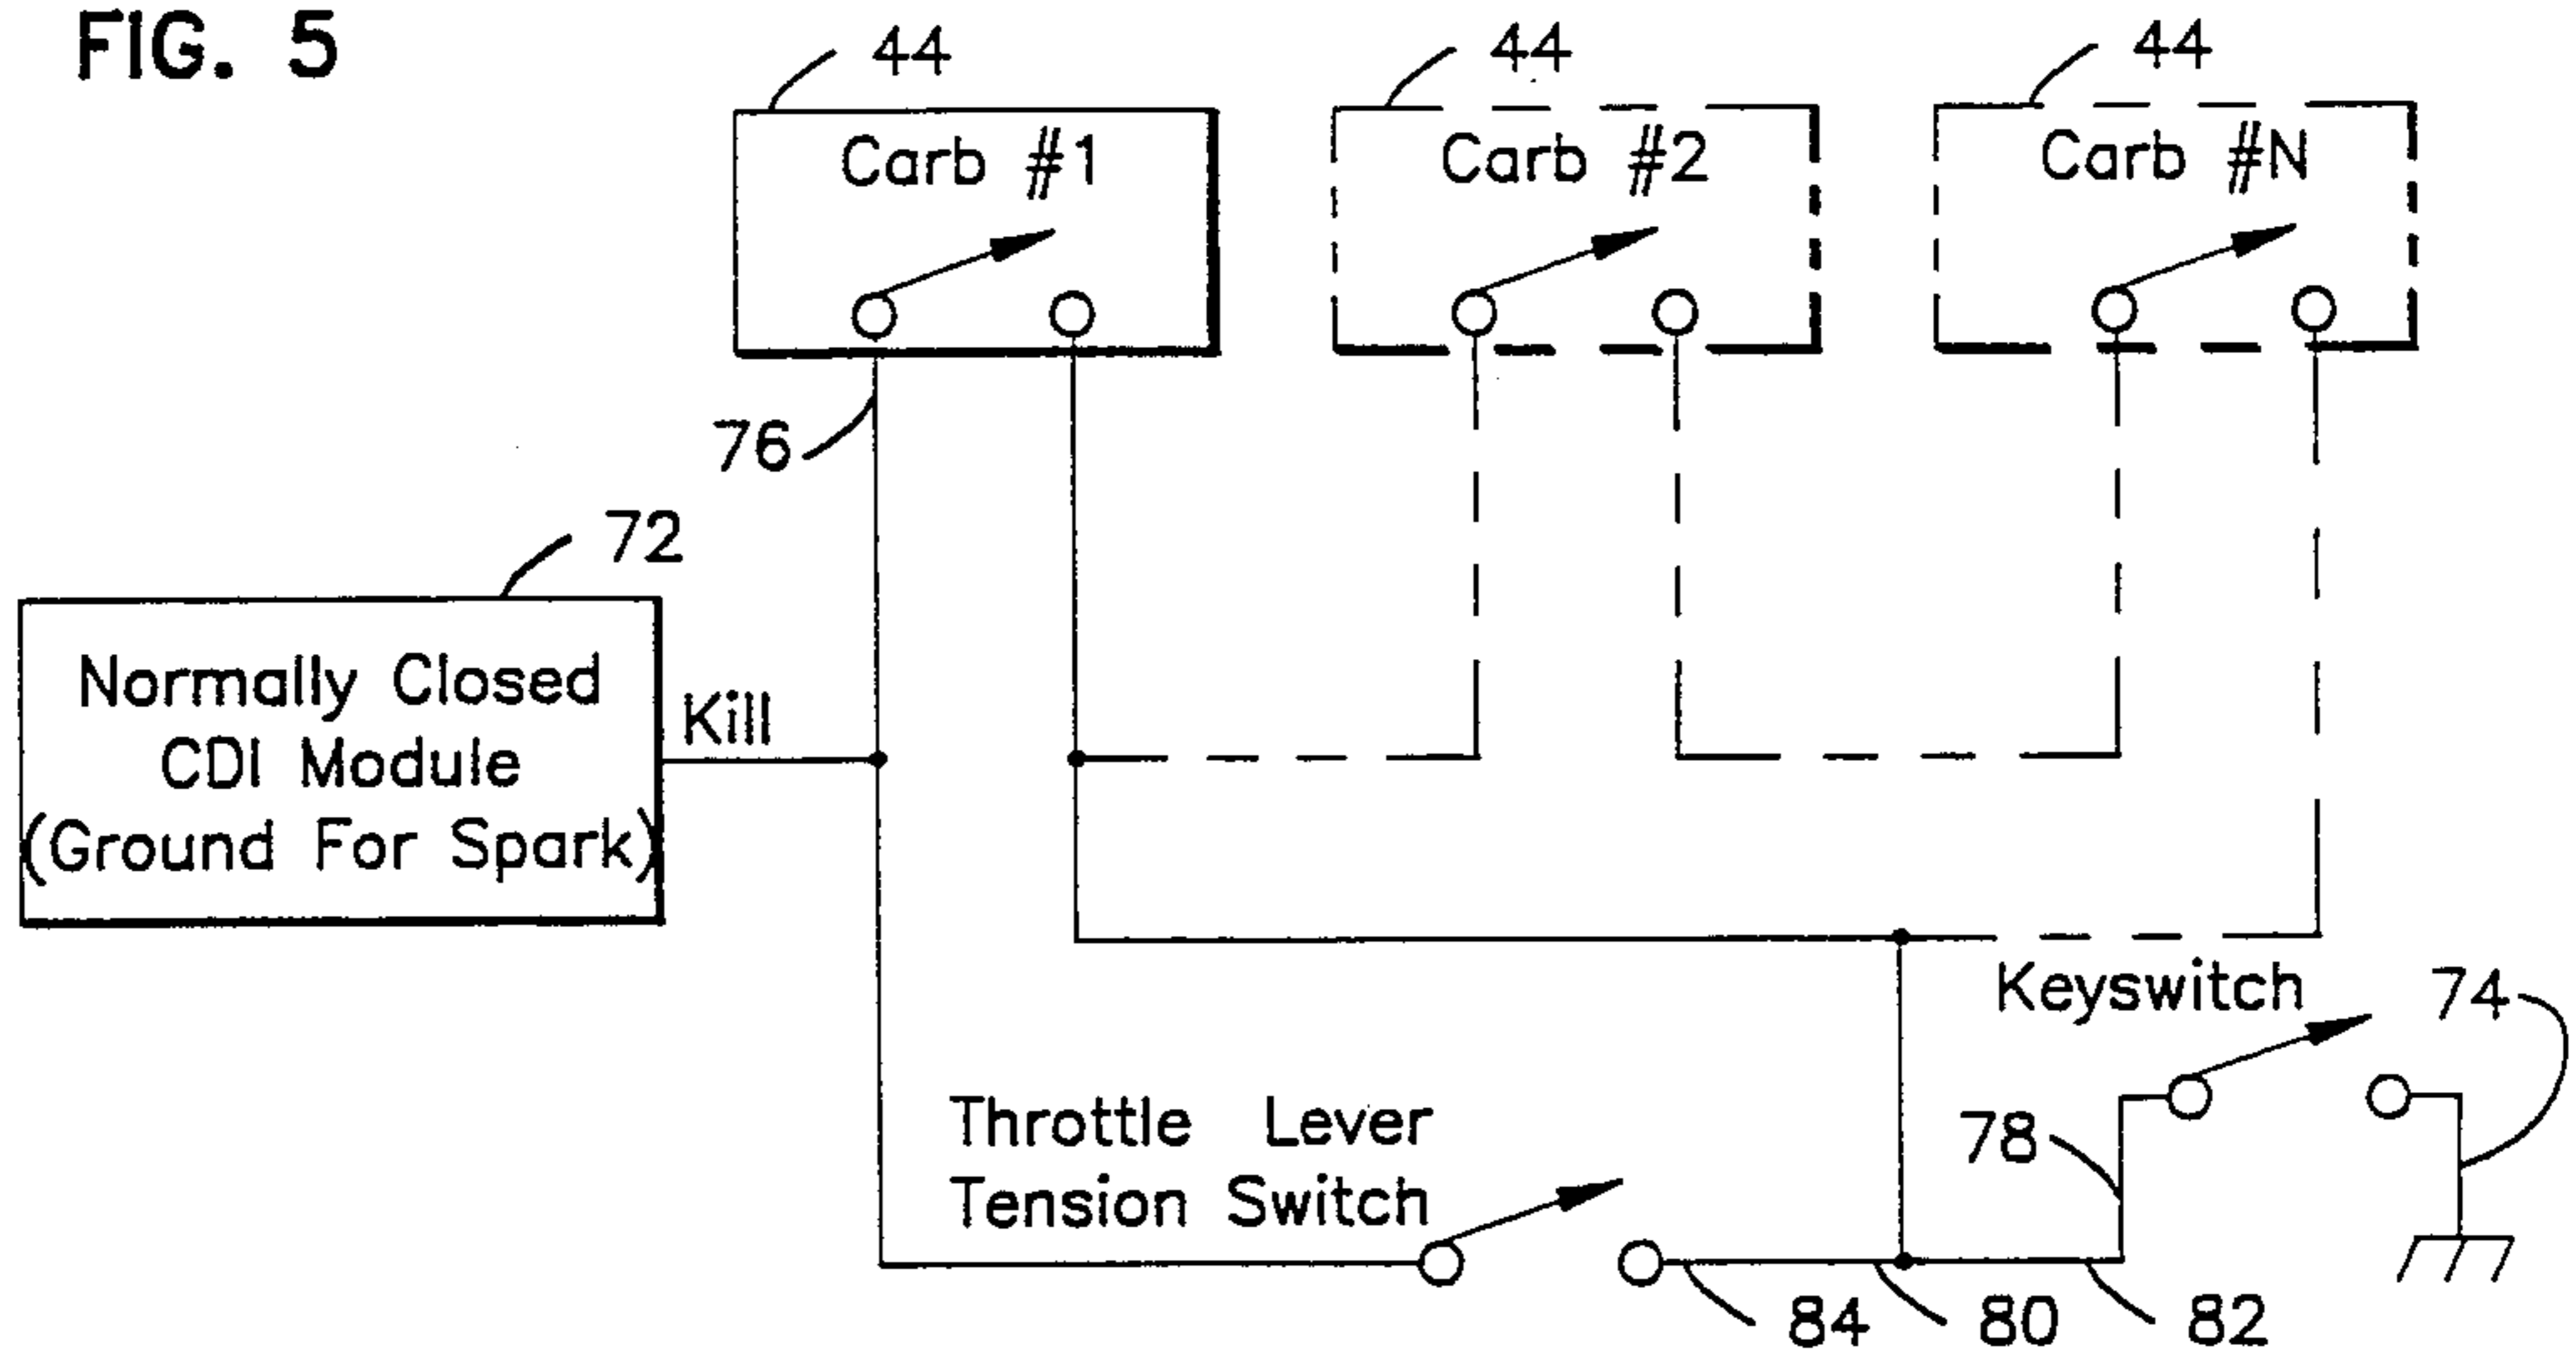 FIG. 5
44
44
44
Carb #1
Carb #2
Carb #N
76
72
Normally Closed
CDI Module
(Ground For Spark)
Kill
Keyswitch
74
Throttle Lever
Tension Switch
78
84
80
82